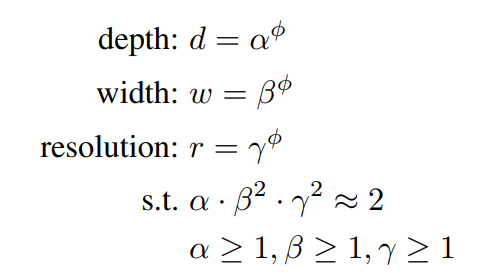 depth: d = α^ϕ
width: w = β^ϕ
resolution: r = γ^ϕ
s.t. α · β² · γ² ≈ 2
α ≥ 1, β ≥ 1, γ ≥ 1